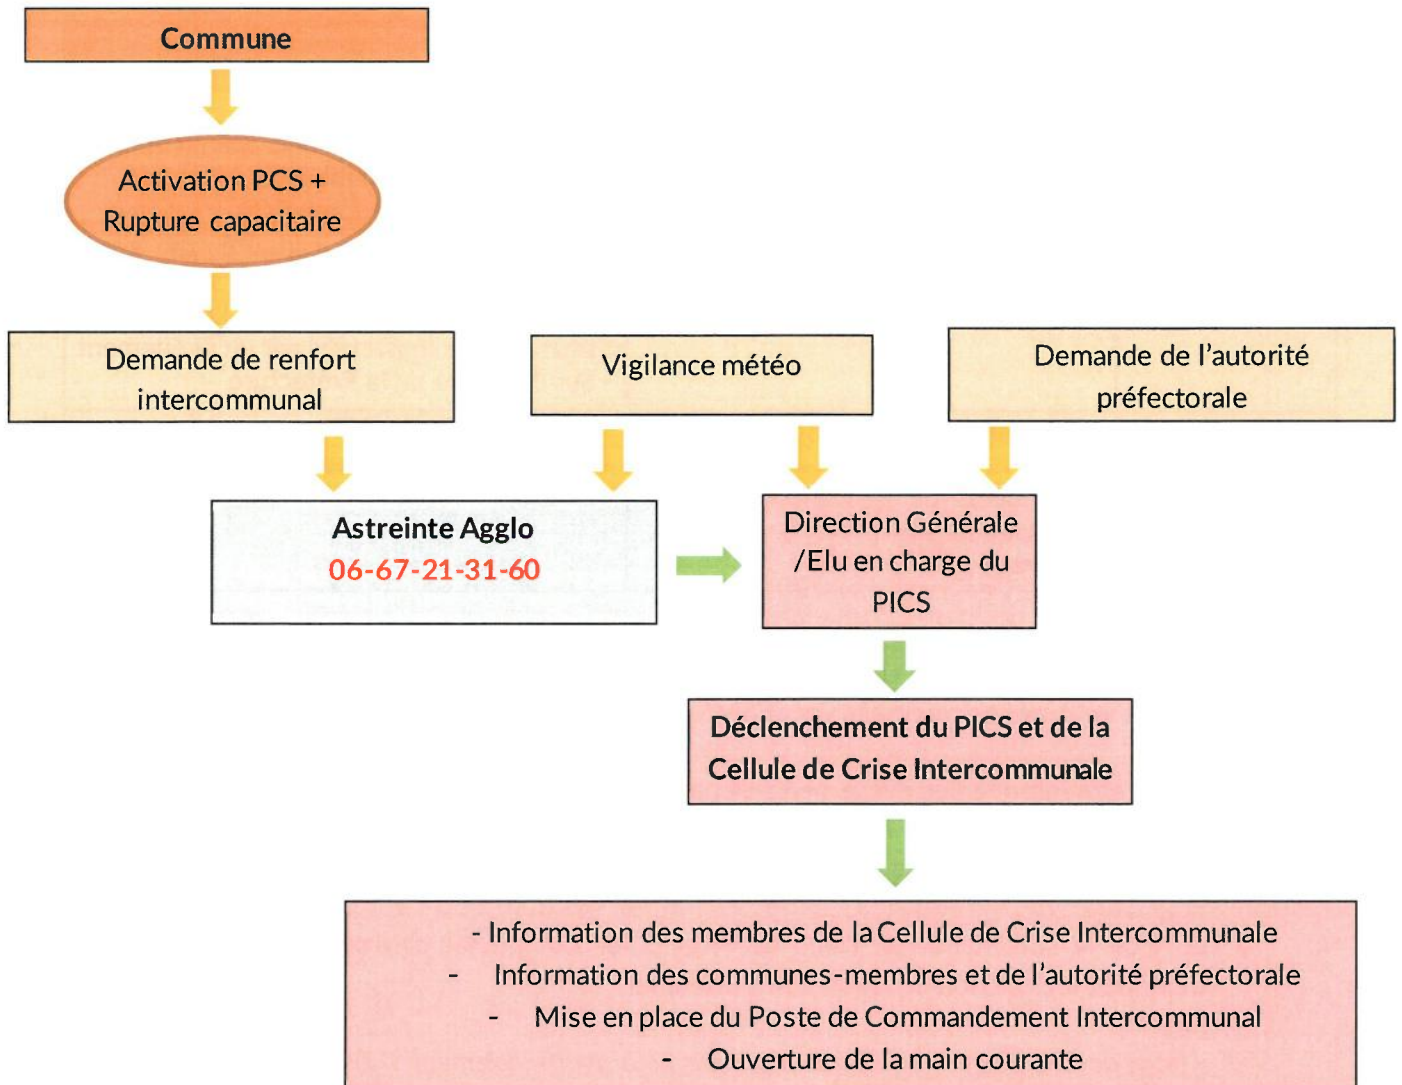 Commune
Activation PCS +
Rupture capacitaire
Demande de renfort
intercommunal
Vigilance météo
Demande de l'autorité
préfectorale
Astreinte Agglo
06-67-21-31-60
Direction Générale
/Elu en charge du
PICS
Déclenchement du PICS et de la
Cellule de Crise Intercommunale
- Information des membres de la Cellule de Crise Intercommunale
- Information des communes-membres et de l'autorité préfectorale
- Mise en place du Poste de Commandement Intercommunal
- Ouverture de la main courante